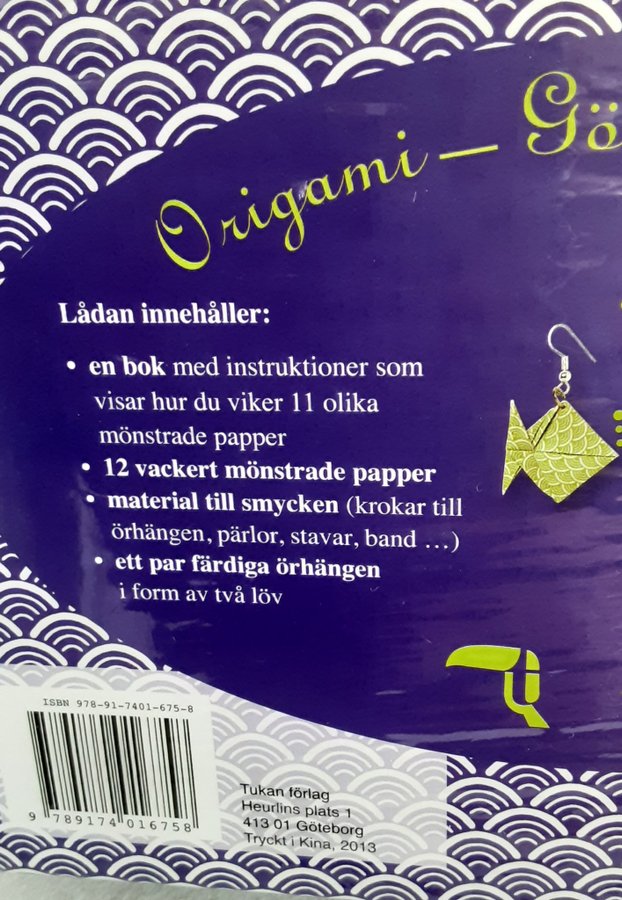 Origami – Gö
Lådan innehåller:
• en bok med instruktioner som
visar hur du viker 11 olika
mönstrade papper
• 12 vackert mönstrade papper
• material till smycken (krokar till
örhängen, pärlor, stavar, band …)
• ett par färdiga örhängen
i form av två löv
ISBN 978-91-7401-675-8
9 789174 016758
Tukan förlag
Heurlins plats 1
413 01 Göteborg
Tryckt i Kina, 2013